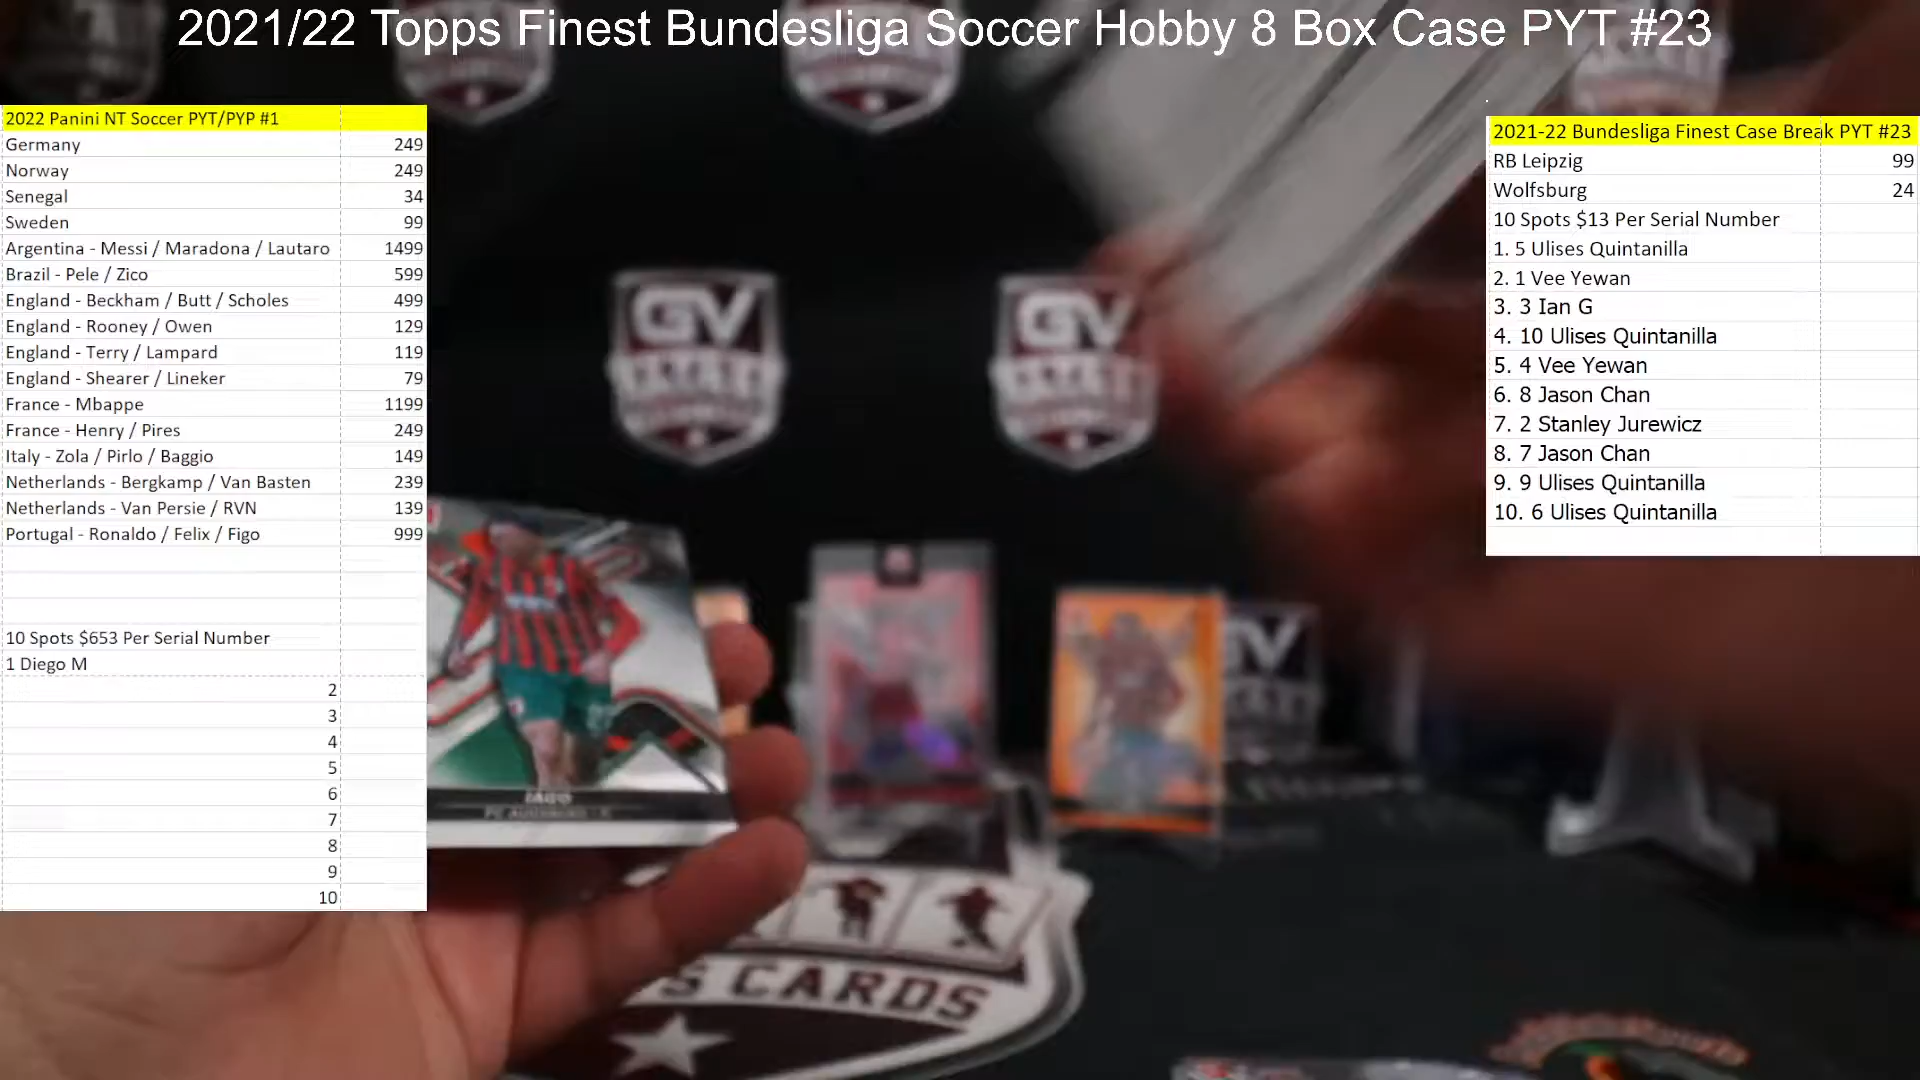 2021/22 Topps Finest Bundesliga Soccer Hobby 8 Box Case PYT #23
2022 Panini NT Soccer PYT/PYP #1
Germany 249
Norway 249
Senegal 34
Sweden 99
Argentina - Messi / Maradona / Lautaro 1499
Brazil - Pele / Zico 599
England - Beckham / Butt / Scholes 499
England - Rooney / Owen 129
England - Terry / Lampard 119
England - Shearer / Lineker 79
France - Mbappe 1199
France - Henry / Pires 249
Italy - Zola / Pirlo / Baggio 149
Netherlands - Bergkamp / Van Basten 239
Netherlands - Van Persie / RVN 139
Portugal - Ronaldo / Felix / Figo 999
10 Spots $653 Per Serial Number
1 Diego M
2
3
4
5
6
7
8
9
10
2021-22 Bundesliga Finest Case Break PYT #23
RB Leipzig 99
Wolfsburg 24
10 Spots $13 Per Serial Number
1. 5 Ulises Quintanilla
2. 1 Vee Yewan
3. 3 Ian G
4. 10 Ulises Quintanilla
5. 4 Vee Yewan
6. 8 Jason Chan
7. 2 Stanley Jurewicz
8. 7 Jason Chan
9. 9 Ulises Quintanilla
10. 6 Ulises Quintanilla
GV
GV
IAGO
FC AUGSBURG
S CARDS